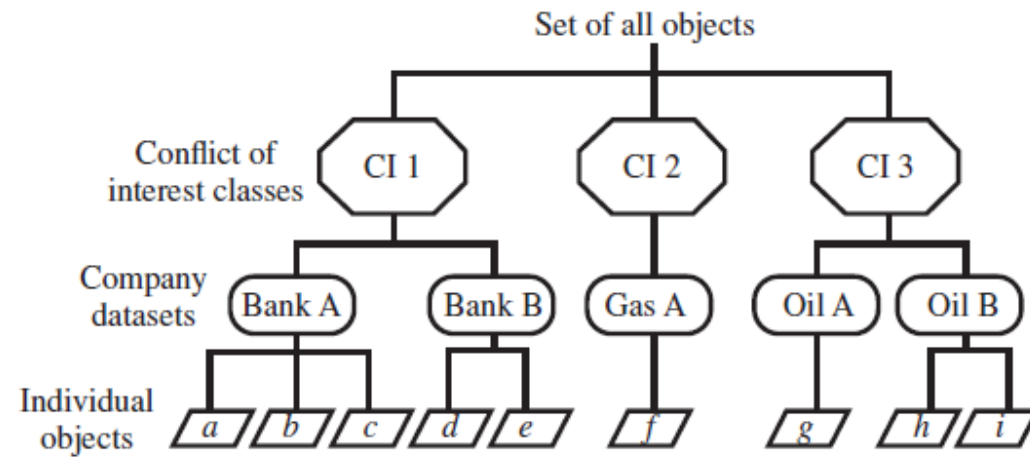 Set of all objects
Conflict of
interest classes
CI 1
CI 2
CI 3
Company
datasets
Bank A
Bank B
Gas A
Oil A
Oil B
Individual
objects
a
b
c
d
e
f
g
h
i